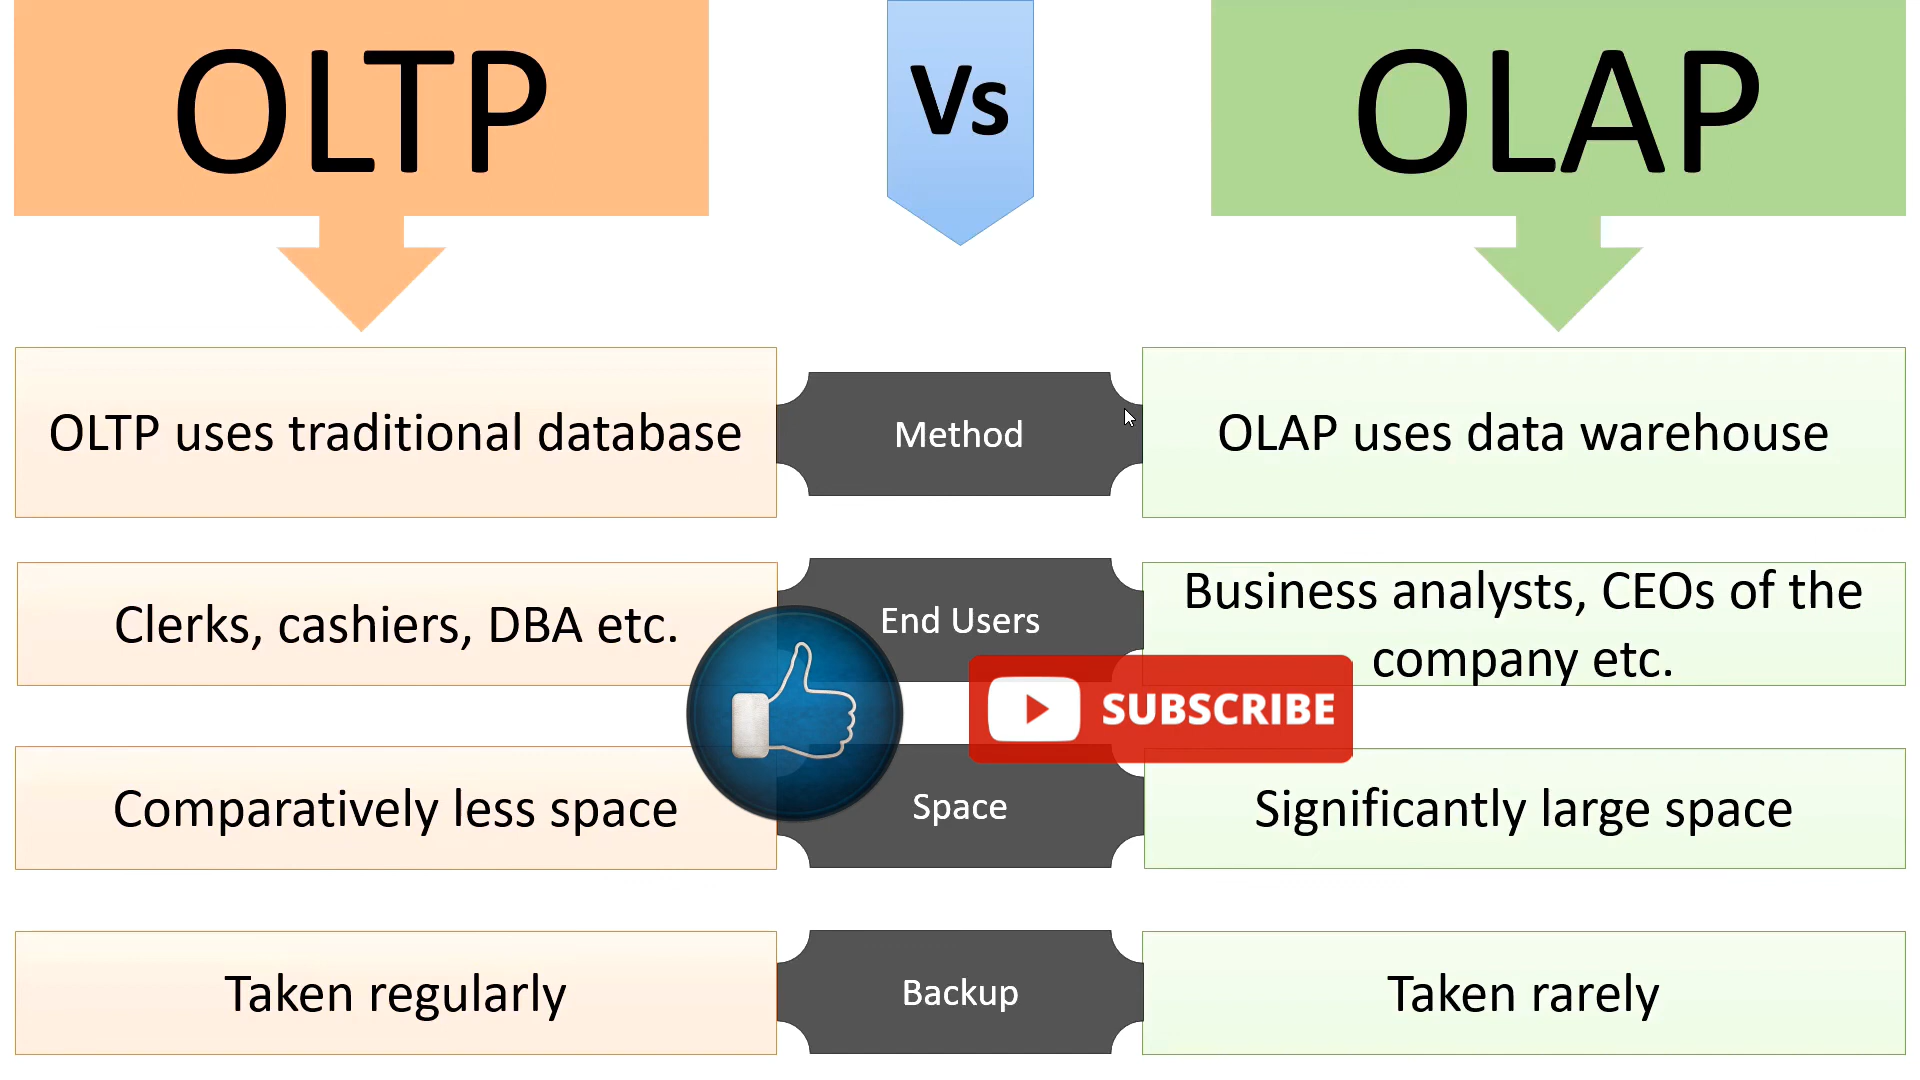 OLTP
Vs
OLAP
OLTP uses traditional database
Method
OLAP uses data warehouse
Clerks, cashiers, DBA etc.
End Users
Business analysts, CEOs of the
company etc.
SUBSCRIBE
Comparatively less space
Space
Significantly large space
Taken regularly
Backup
Taken rarely